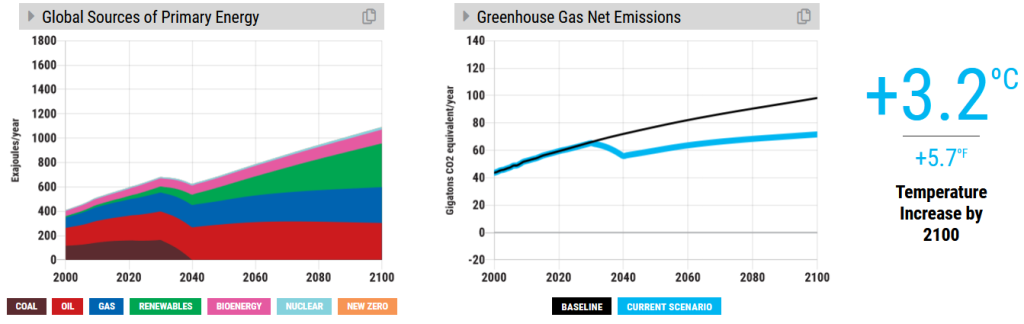 Global Sources of Primary Energy
Exajoules/year
1800
1600
1400
1200
1000
800
600
400
200
0
2000
2020
2040
2060
2080
2100
COAL
OIL
GAS
RENEWABLES
BIOENERGY
NUCLEAR
NEW ZERO
Greenhouse Gas Net Emissions
Gigatons CO2 equivalent/year
140
120
100
80
60
40
20
0
-20
2000
2020
2040
2060
2080
2100
BASELINE
CURRENT SCENARIO
+3.2°C
+5.7°F
Temperature
Increase by
2100